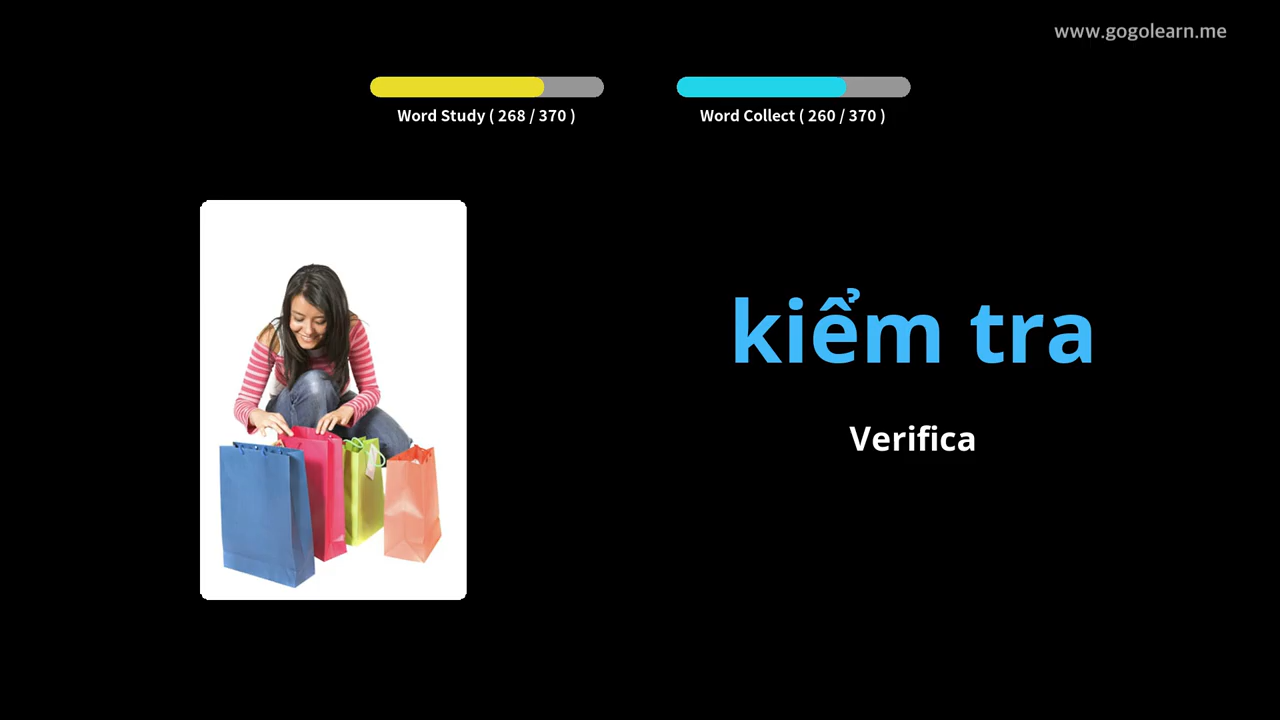 www.gogolearn.me
Word Study ( 268 / 370 )
Word Collect ( 260 / 370 )
kiểm tra
Verifica